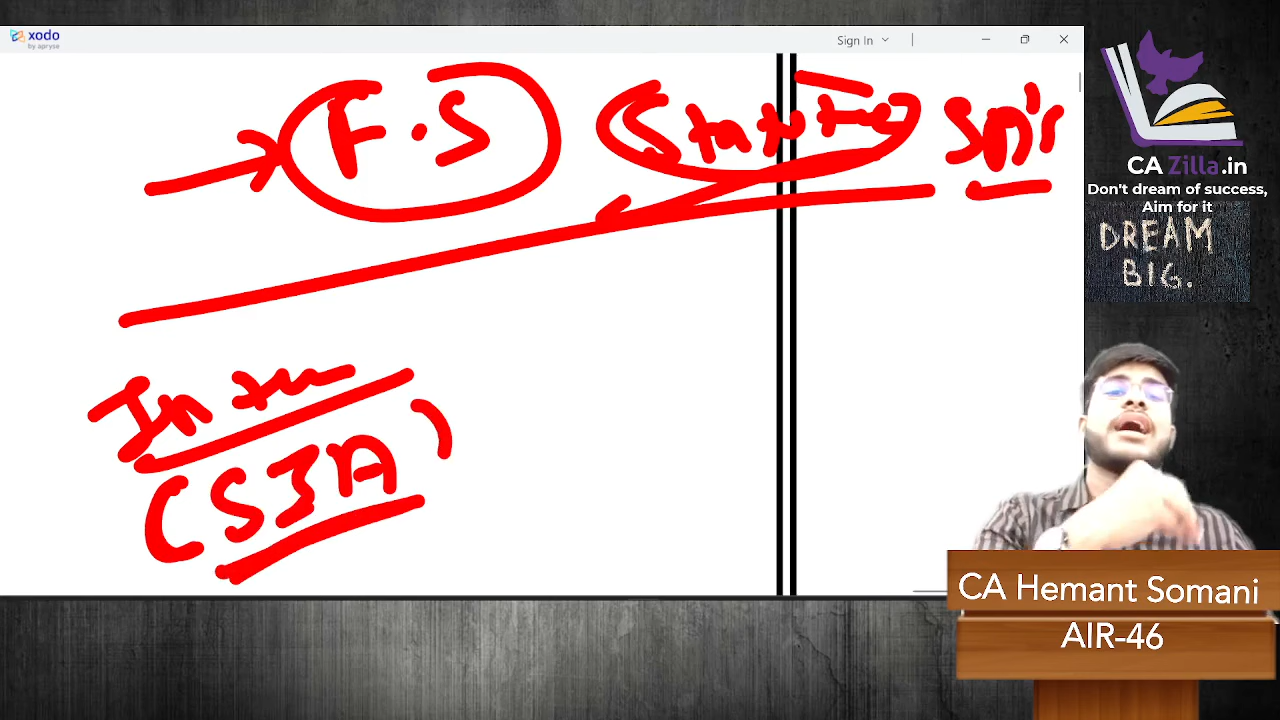 xodo
by apryse
Sign In
F.S
Inter
(SIA)
CA Zilla.in
Don't dream of success,
Aim for it
DREAM
BIG.
CA Hemant Somani
AIR-46